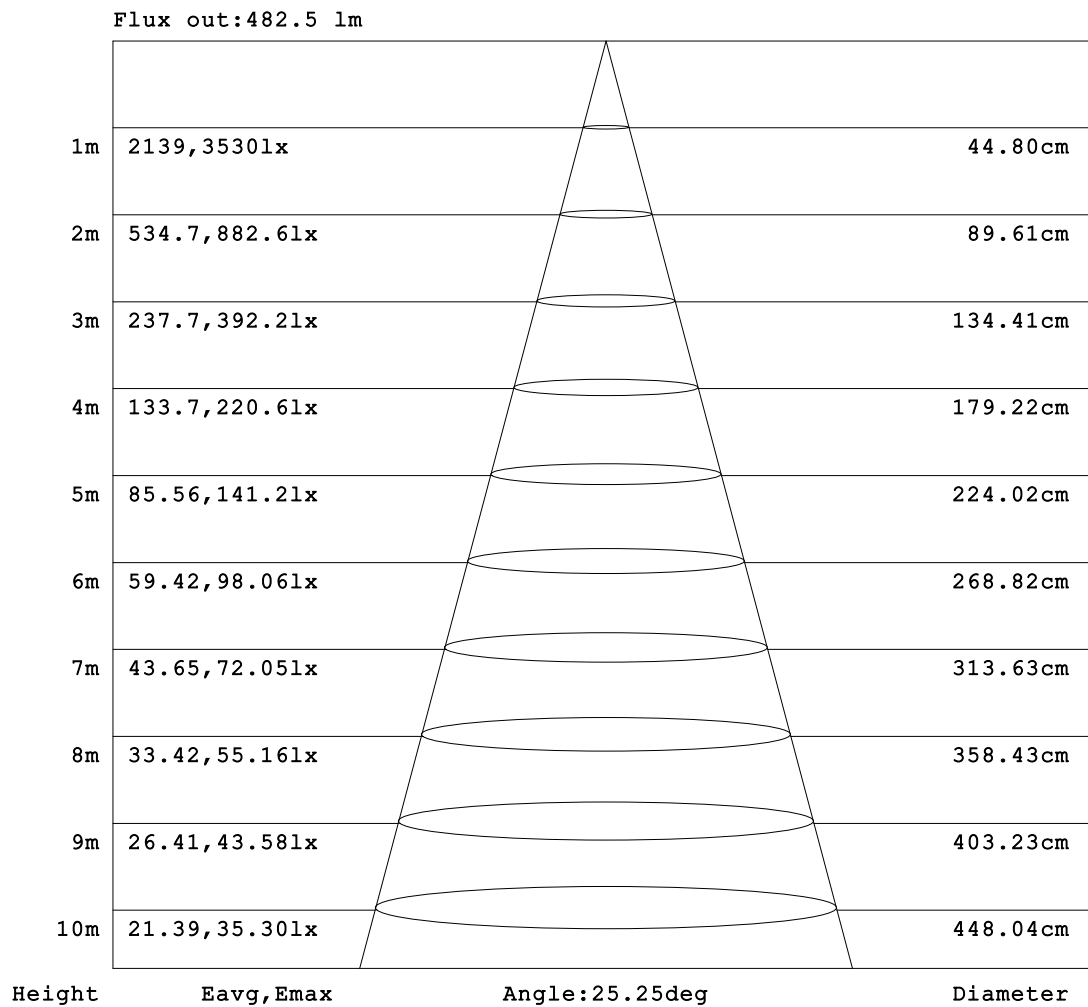 Flux out:482.5 lm
1m 2139,3530lx 44.80cm
2m 534.7,882.6lx 89.61cm
3m 237.7,392.2lx 134.41cm
4m 133.7,220.6lx 179.22cm
5m 85.56,141.2lx 224.02cm
6m 59.42,98.06lx 268.82cm
7m 43.65,72.05lx 313.63cm
8m 33.42,55.16lx 358.43cm
9m 26.41,43.58lx 403.23cm
10m 21.39,35.30lx 448.04cm
Height Eavg,Emax Angle:25.25deg Diameter